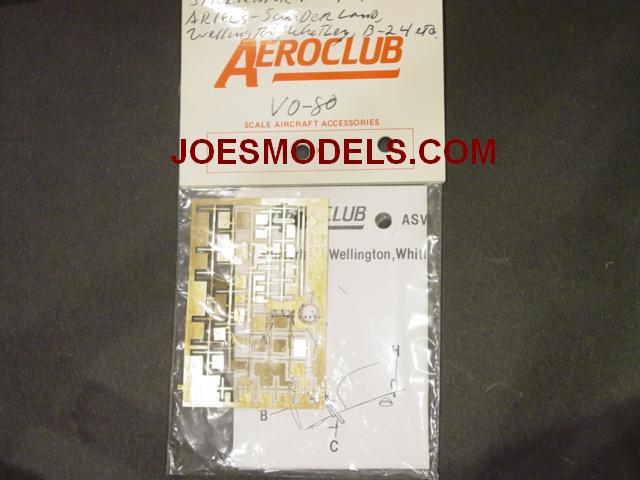 ARIELS - SUNDERLAND,
Wellington, Whitley, B-24 etc.
AEROCLUB
VO-80
SCALE AIRCRAFT ACCESSORIES
JOESMODELS.COM
CLUB ASV
Wellington, Whitl
H
B
C